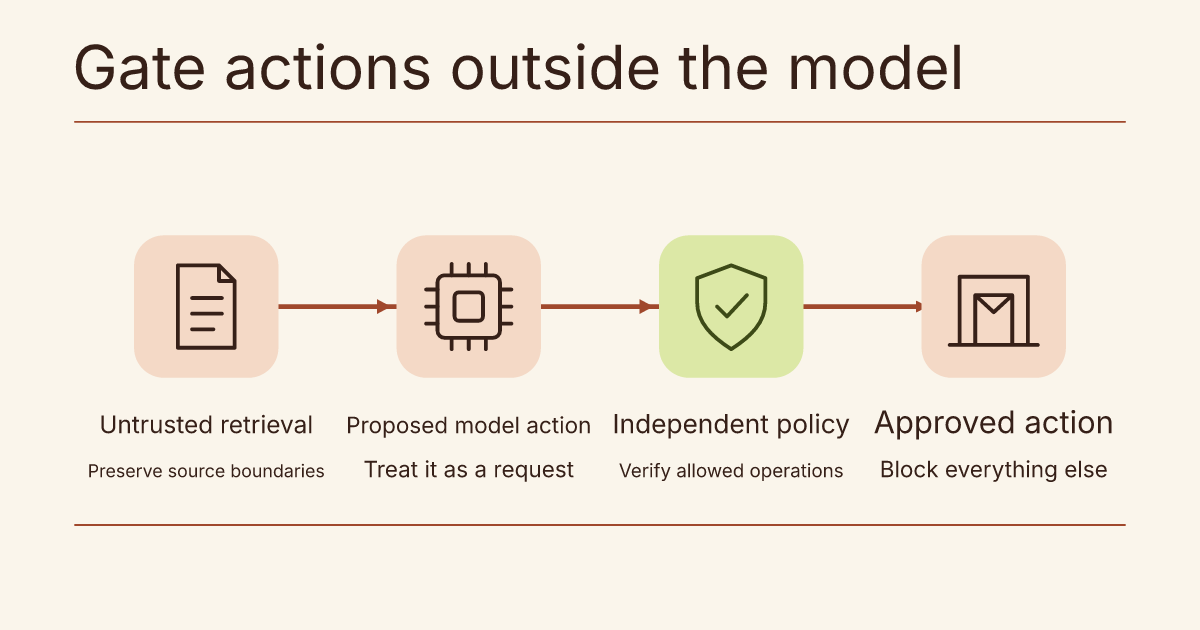 Gate actions outside the model
Untrusted retrieval
Preserve source boundaries
Proposed model action
Treat it as a request
Independent policy
Verify allowed operations
Approved action
Block everything else